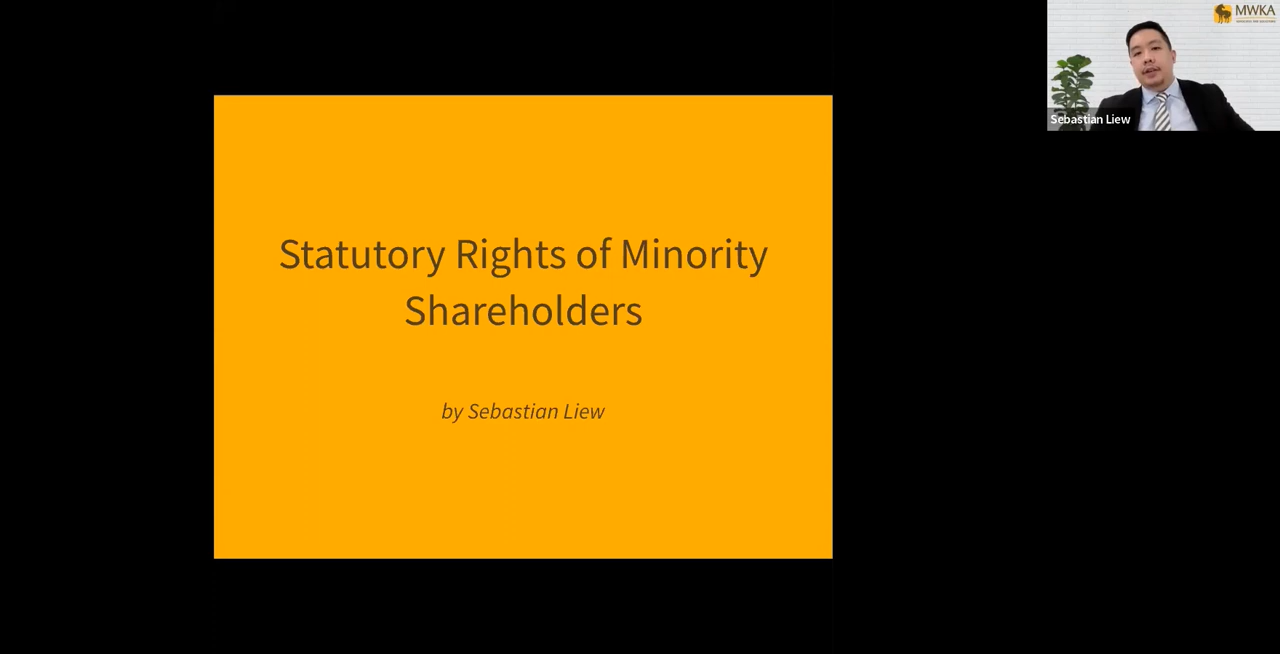 Statutory Rights of Minority
Shareholders
by Sebastian Liew
MWKA
Sebastian Liew